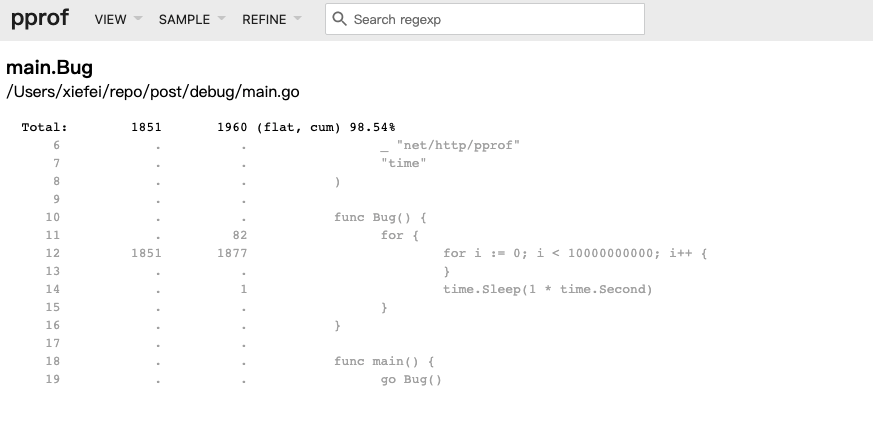 pprof VIEW SAMPLE REFINE Search regexp
main.Bug
/Users/xiefei/repo/post/debug/main.go
Total: 1851 1960 (flat, cum) 98.54%
6 . . _ "net/http/pprof"
7 . . "time"
8 . . )
9 . .
10 . . func Bug() {
11 . 82 for {
12 1851 1877 for i := 0; i < 10000000000; i++ {
13 . . }
14 . 1 time.Sleep(1 * time.Second)
15 . . }
16 . . }
17 . .
18 . . func main() {
19 . . go Bug()